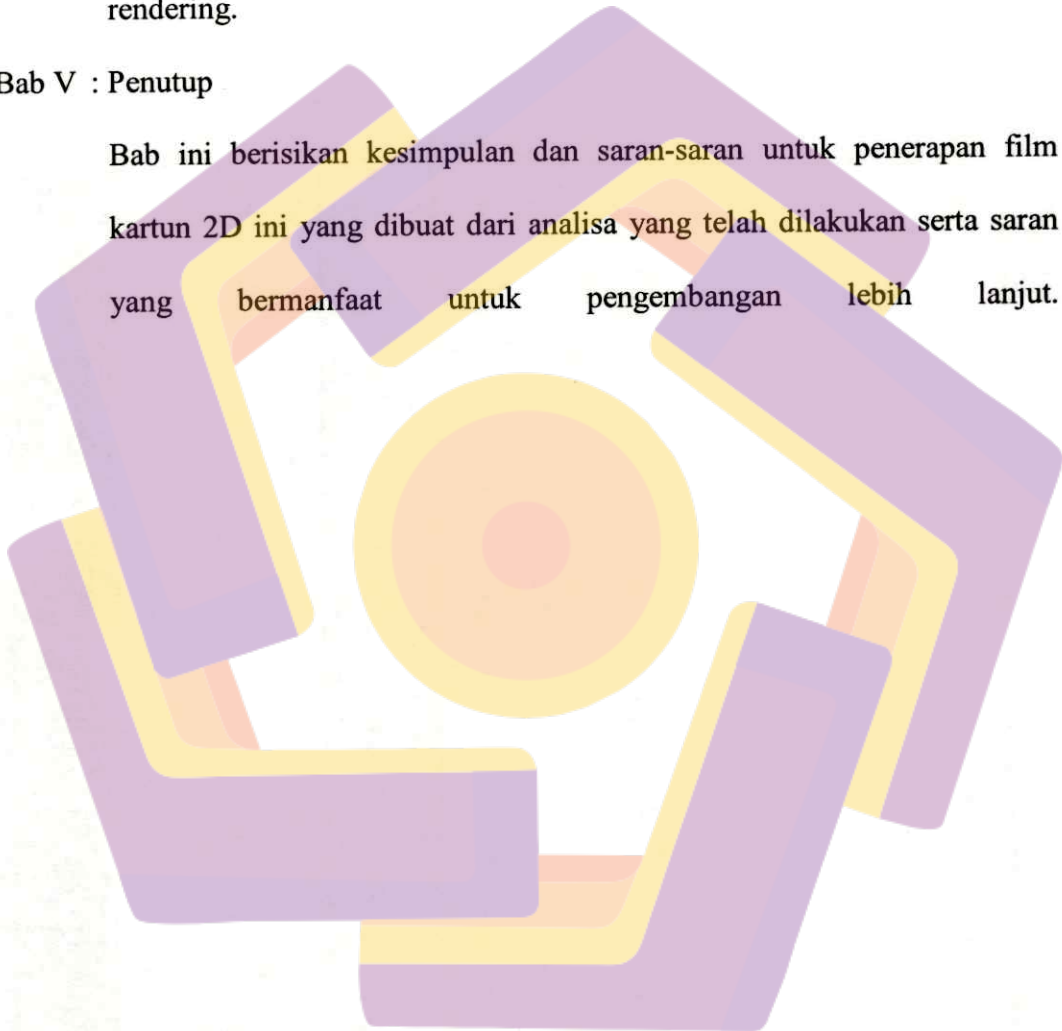 rendering.
Bab V : Penutup
Bab ini berisikan kesimpulan dan saran-saran untuk penerapan film
kartun 2D ini yang dibuat dari analisa yang telah dilakukan serta saran
yang bermanfaat untuk pengembangan lebih lanjut.